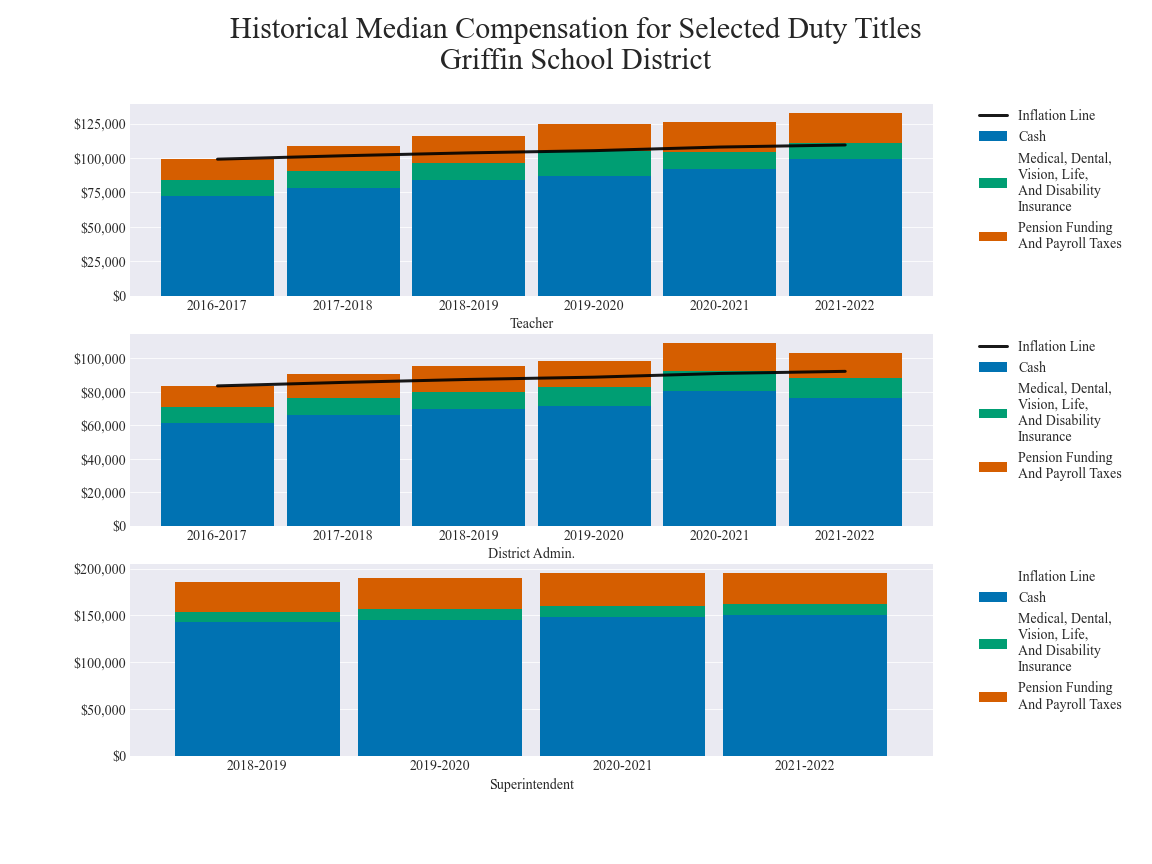 Historical Median Compensation for Selected Duty Titles
Griffin School District
$125,000
$100,000
$75,000
$50,000
$25,000
$0
2016-2017
2017-2018
2018-2019
2019-2020
2020-2021
2021-2022
Teacher
Inflation Line
Cash
Medical, Dental,
Vision, Life,
And Disability
Insurance
Pension Funding
And Payroll Taxes
$100,000
$80,000
$60,000
$40,000
$20,000
$0
2016-2017
2017-2018
2018-2019
2019-2020
2020-2021
2021-2022
District Admin.
Inflation Line
Cash
Medical, Dental,
Vision, Life,
And Disability
Insurance
Pension Funding
And Payroll Taxes
$200,000
$150,000
$100,000
$50,000
$0
2018-2019
2019-2020
2020-2021
2021-2022
Superintendent
Inflation Line
Cash
Medical, Dental,
Vision, Life,
And Disability
Insurance
Pension Funding
And Payroll Taxes